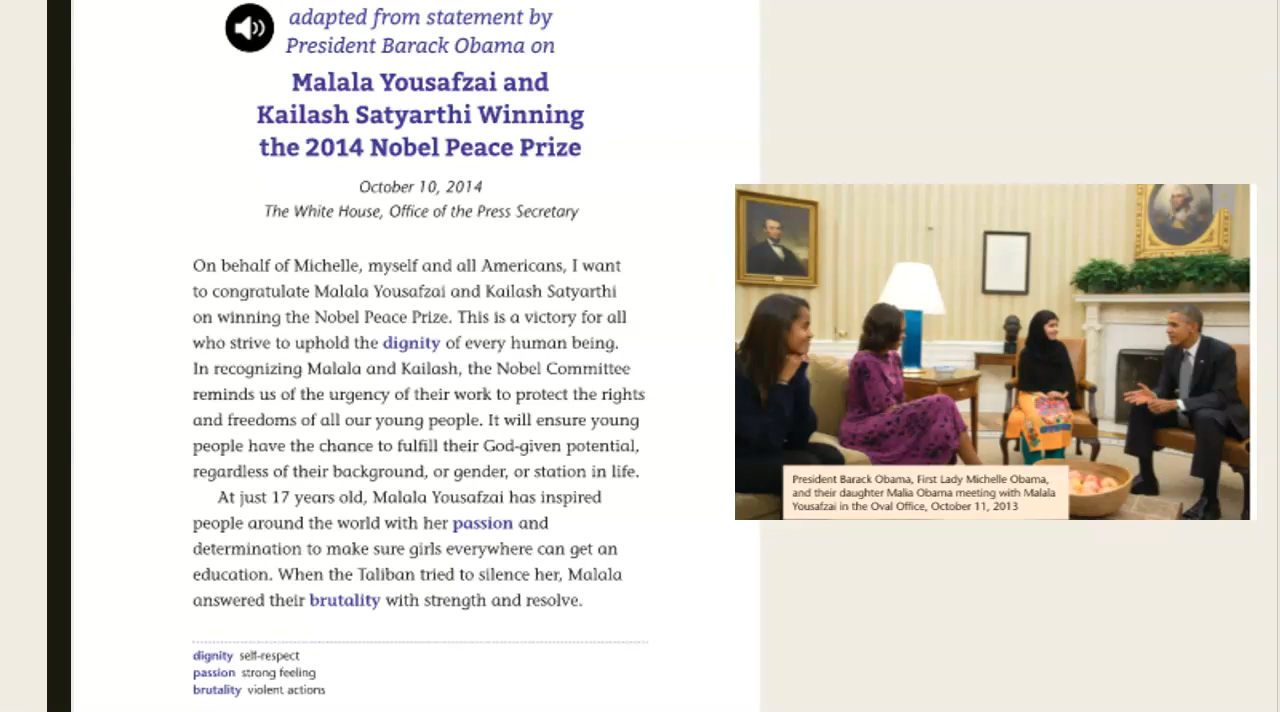 adapted from statement by
President Barack Obama on
Malala Yousafzai and
Kailash Satyarthi Winning
the 2014 Nobel Peace Prize
October 10, 2014
The White House, Office of the Press Secretary
On behalf of Michelle, myself and all Americans, I want
to congratulate Malala Yousafzai and Kailash Satyarthi
on winning the Nobel Peace Prize. This is a victory for all
who strive to uphold the dignity of every human being.
In recognizing Malala and Kailash, the Nobel Committee
reminds us of the urgency of their work to protect the rights
and freedoms of all our young people. It will ensure young
people have the chance to fulfill their God-given potential,
regardless of their background, or gender, or station in life.
At just 17 years old, Malala Yousafzai has inspired
people around the world with her passion and
determination to make sure girls everywhere can get an
education. When the Taliban tried to silence her, Malala
answered their brutality with strength and resolve.
dignity self-respect
passion strong feeling
brutality violent actions
President Barack Obama, First Lady Michelle Obama,
and their daughter Malia Obama meeting with Malala
Yousafzai in the Oval Office, October 11, 2013